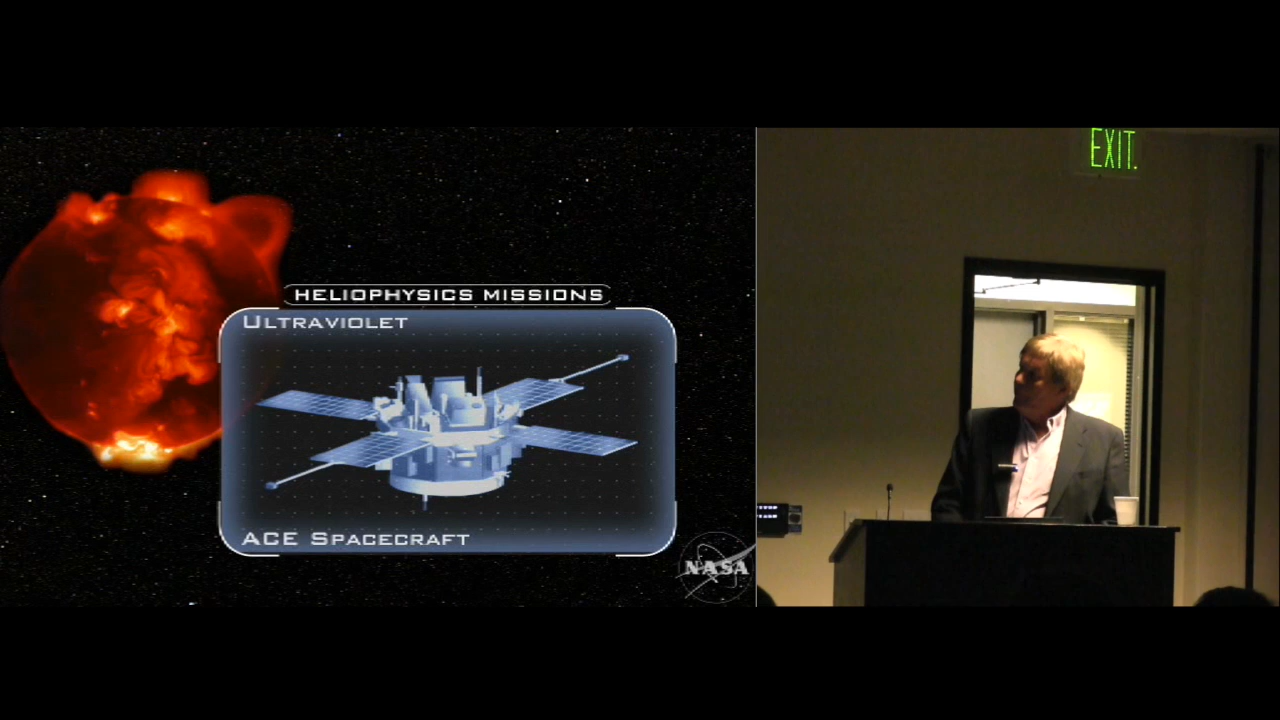 HELIOPHYSICS MISSIONS
ULTRAVIOLET
ACE SPACECRAFT
NASA
EXIT